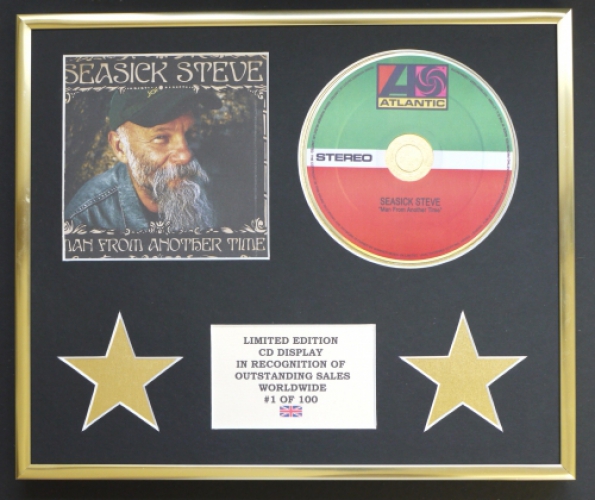 SEASICK STEVE
MAN FROM ANOTHER TIME
ATLANTIC
STEREO
SEASICK STEVE
"Man From Another Time"
LIMITED EDITION
CD DISPLAY
IN RECOGNITION OF
OUTSTANDING SALES
WORLDWIDE
#1 OF 100